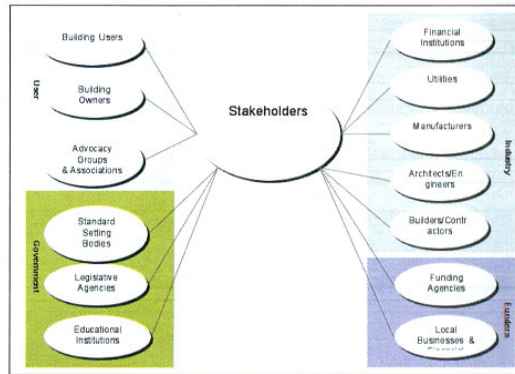 Stakeholders
User
Building Users
Building
Owners
Advocacy
Groups
& Associations
Government
Standard
Setting
Bodies
Legislative
Agencies
Educational
Institutions
Industry
Financial
Institutions
Utilities
Manufacturers
Architects/En
gineers
Builders/Contr
actors
Funders
Funding
Agencies
Local
Businesses &
Financial